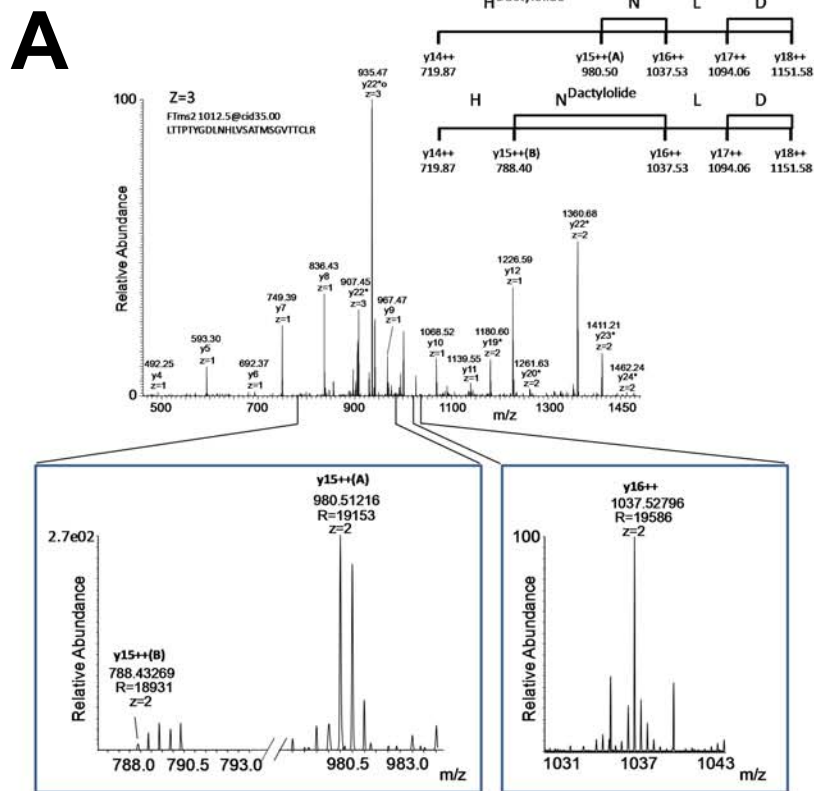 A
H Dactylolide N L D
y14++ y15++(A) y16++ y17++ y18++
719.87 980.50 1037.53 1094.06 1151.58
H N Dactylolide L D
y14++ y15++(B) y16++ y17++ y18++
719.87 788.40 1037.53 1094.06 1151.58
Z=3
FTms2 1012.5@cid35.00
LTTPTYGDLNHLVSATMSGVTTCLR
Relative Abundance
100
0
492.25
y4
z=1
593.30
y5
z=1
692.37
y6
z=1
749.39
y7
z=1
836.43
y8
z=1
907.45
y22*
z=3
935.47
y22*o
z=3
967.47
y9
z=1
1068.52
y10
z=1
1139.55
y11
z=1
1180.60
y19*
z=2
1226.59
y12
z=1
1261.63
y20*
z=2
1360.68
y22*
z=2
1411.21
y23*
z=2
1462.24
y24*
z=2
500 700 900 1100 1300 1450
m/z
y15++(A)
980.51216
R=19153
z=2
2.7e02
Relative Abundance
y15++(B)
788.43269
R=18931
z=2
788.0 790.5 793.0 980.5 983.0
m/z
y16++
1037.52796
R=19586
z=2
100
Relative Abundance
1031 1037 1043
m/z